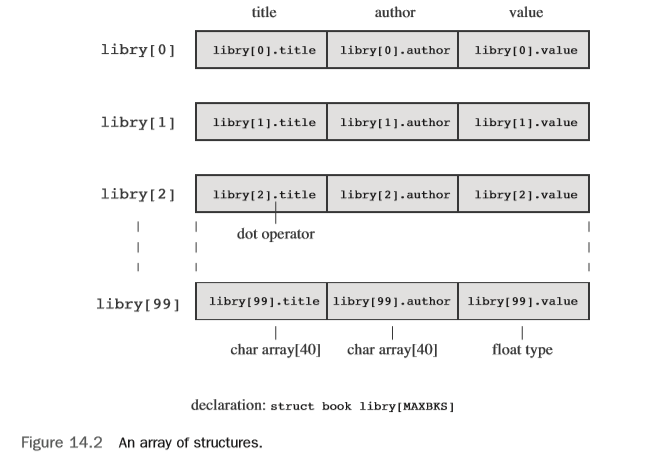 title author value
libry[0] libry[0].title libry[0].author libry[0].value
libry[1] libry[1].title libry[1].author libry[1].value
libry[2] libry[2].title libry[2].author libry[2].value
dot operator
libry[99] libry[99].title libry[99].author libry[99].value
char array[40] char array[40] float type
declaration: struct book libry[MAXBKS]
Figure 14.2 An array of structures.